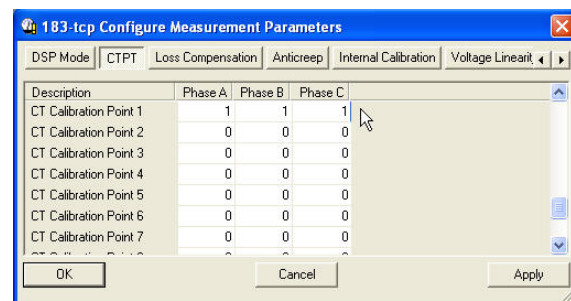 183-tcp Configure Measurement Parameters
DSP Mode CTPT Loss Compensation Anticreep Internal Calibration Voltage Linearit
Description Phase A Phase B Phase C
CT Calibration Point 1 1 1 1
CT Calibration Point 2 0 0 0
CT Calibration Point 3 0 0 0
CT Calibration Point 4 0 0 0
CT Calibration Point 5 0 0 0
CT Calibration Point 6 0 0 0
CT Calibration Point 7 0 0 0
OK Cancel Apply